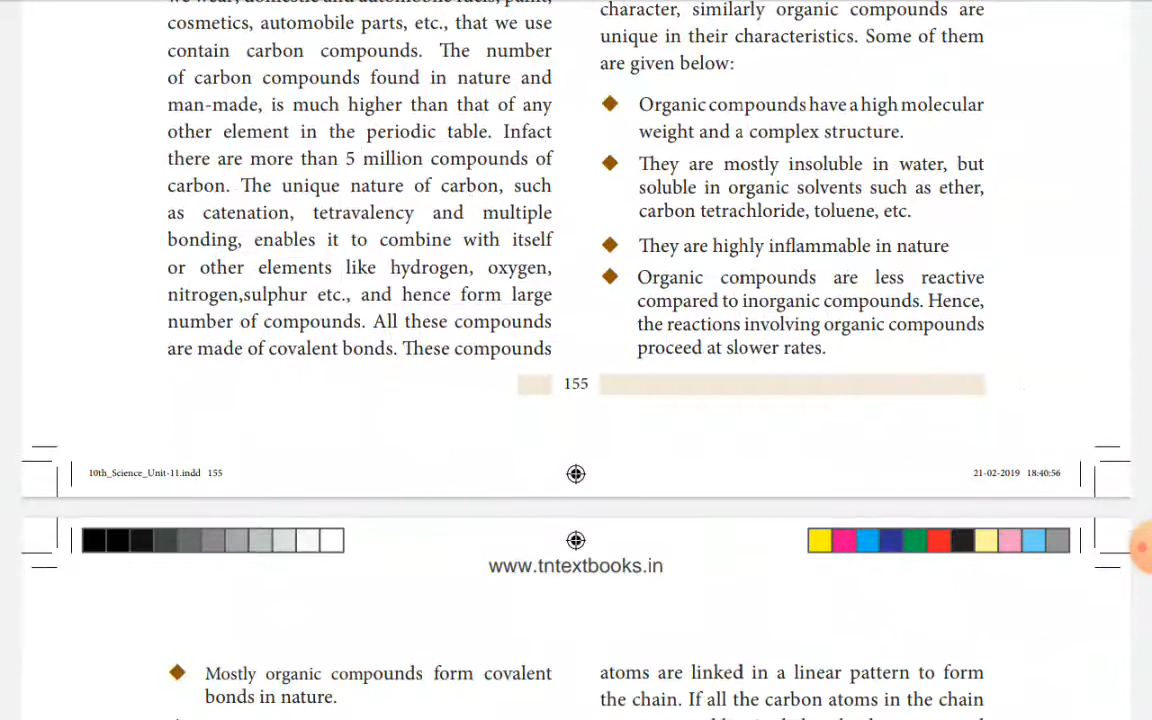 cosmetics, automobile parts, etc., that we use
contain carbon compounds. The number
of carbon compounds found in nature and
man-made, is much higher than that of any
other element in the periodic table. Infact
there are more than 5 million compounds of
carbon. The unique nature of carbon, such
as catenation, tetravalency and multiple
bonding, enables it to combine with itself
or other elements like hydrogen, oxygen,
nitrogen,sulphur etc., and hence form large
number of compounds. All these compounds
are made of covalent bonds. These compounds
character, similarly organic compounds are
unique in their characteristics. Some of them
are given below:
Organic compounds have a high molecular
weight and a complex structure.
They are mostly insoluble in water, but
soluble in organic solvents such as ether,
carbon tetrachloride, toluene, etc.
They are highly inflammable in nature
Organic compounds are less reactive
compared to inorganic compounds. Hence,
the reactions involving organic compounds
proceed at slower rates.
155
10th_Science_Unit-11.indd 155
21-02-2019 18:40:56
www.tntextbooks.in
Mostly organic compounds form covalent
bonds in nature.
atoms are linked in a linear pattern to form
the chain. If all the carbon atoms in the chain